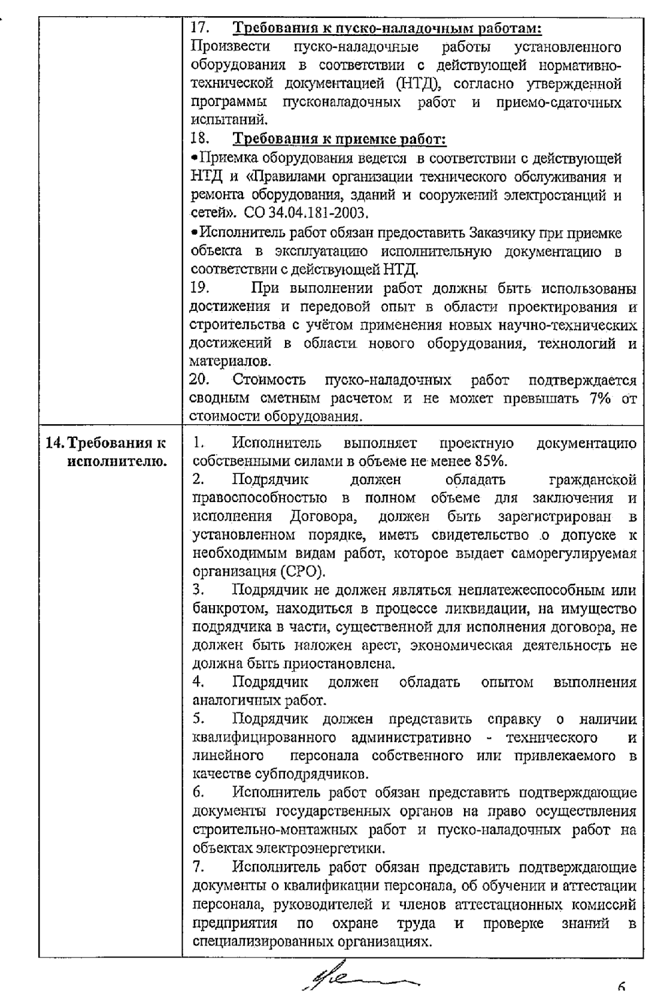 17. Требования к пуско-наладочным работам:
Произвести пуско-наладочные работы установленного
оборудования в соответствии с действующей нормативно-
технической документацией (НТД), согласно утвержденной
программы пусконаладочных работ и приемо-сдаточных
испытаний.
18. Требования к приемке работ:
•Приемка оборудования ведется в соответствии с действующей
НТД и «Правилами организации технического обслуживания и
ремонта оборудования, зданий и сооружений электростанций и
сетей». СО 34.04.181-2003.
•Исполнитель работ обязан предоставить Заказчику при приемке
объекта в эксплуатацию исполнительную документацию в
соответствии с действующей НТД.
19. При выполнении работ должны быть использованы
достижения и передовой опыт в области проектирования и
строительства с учётом применения новых научно-технических
достижений в области нового оборудования, технологий и
материалов.
20. Стоимость пуско-наладочных работ подтверждается
сводным сметным расчетом и не может превышать 7% от
стоимости оборудования.
14. Требования к
исполнителю.
1. Исполнитель выполняет проектную документацию
собственными силами в объеме не менее 85%.
2. Подрядчик должен обладать гражданской
правоспособностью в полном объеме для заключения и
исполнения Договора, должен быть зарегистрирован в
установленном порядке, иметь свидетельство о допуске к
необходимым видам работ, которое выдает саморегулируемая
организация (СРО).
3. Подрядчик не должен являться неплатежеспособным или
банкротом, находиться в процессе ликвидации, на имущество
подрядчика в части, существенной для исполнения договора, не
должен быть наложен арест, экономическая деятельность не
должна быть приостановлена.
4. Подрядчик должен обладать опытом выполнения
аналогичных работ.
5. Подрядчик должен представить справку о наличии
квалифицированного административно - технического и
линейного персонала собственного или привлекаемого в
качестве субподрядчиков.
6. Исполнитель работ обязан представить подтверждающие
документы государственных органов на право осуществления
строительно-монтажных работ и пуско-наладочных работ на
объектах электроэнергетики.
7. Исполнитель работ обязан представить подтверждающие
документы о квалификации персонала, об обучении и аттестации
персонала, руководителей и членов аттестационных комиссий
предприятия по охране труда и проверке знаний в
специализированных организациях.
6